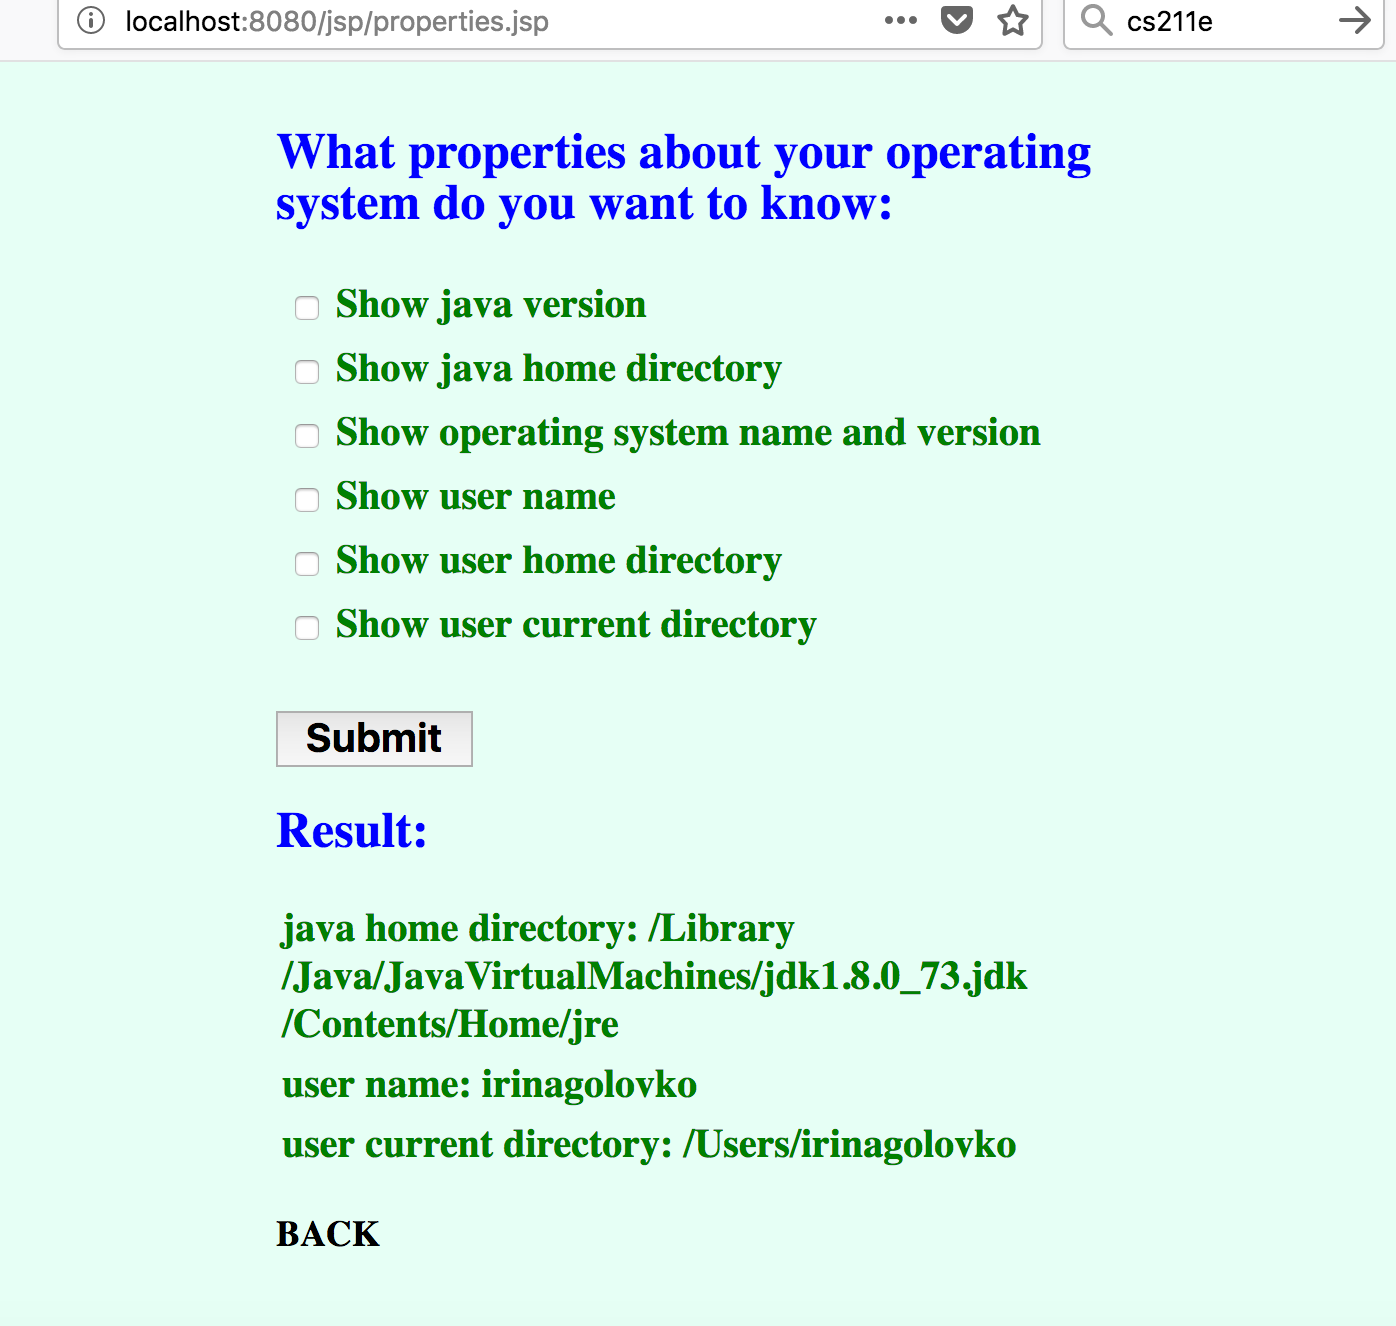 localhost:8080/jsp/properties.jsp
cs211e
What properties about your operating
system do you want to know:
Show java version
Show java home directory
Show operating system name and version
Show user name
Show user home directory
Show user current directory
Submit
Result:
java home directory: /Library
/Java/JavaVirtualMachines/jdk1.8.0_73.jdk
/Contents/Home/jre
user name: irinagolovko
user current directory: /Users/irinagolovko
BACK